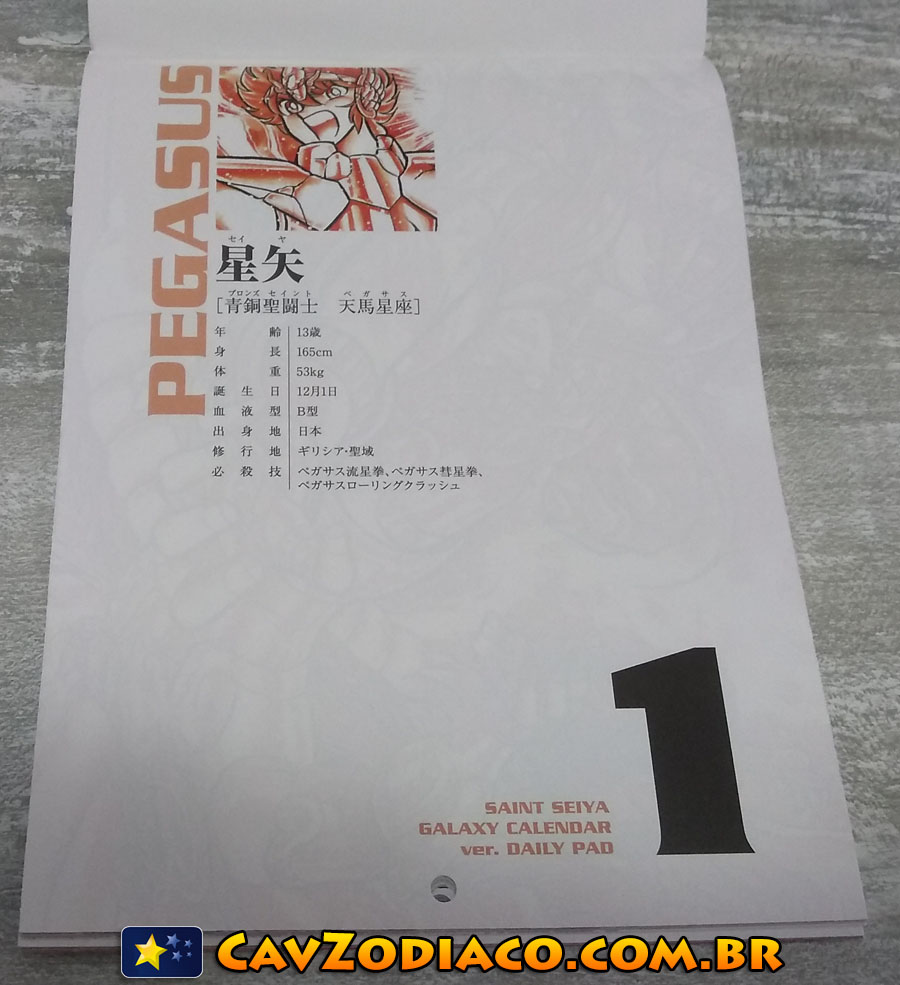 PEGASUS
セイ ヤ
星矢
ブロンズ セイント ペガサス
[青銅聖闘士 天馬星座]
年齢 13歳
身長 165cm
体重 53kg
誕生日 12月1日
血液型 B型
出身地 日本
修行地 ギリシア・聖域
必殺技 ペガサス流星拳、ペガサス彗星拳、
ペガサスローリングクラッシュ
1
SAINT SEIYA
GALAXY CALENDAR
ver. DAILY PAD
CavZodiaco.com.br